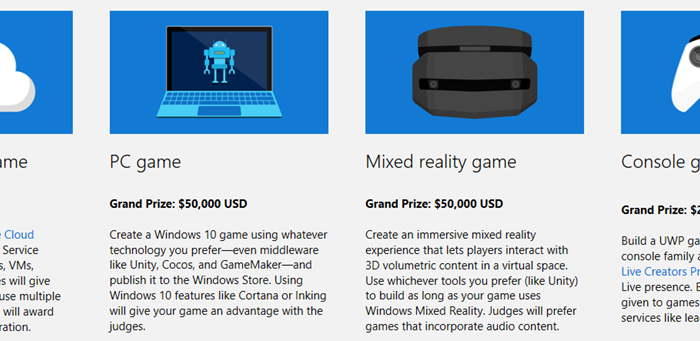 ame
Cloud
Service
s, VMs,
es will give
use multiple
will award
ration.
PC game
Grand Prize: $50,000 USD
Create a Windows 10 game using whatever
technology you prefer—even middleware
like Unity, Cocos, and GameMaker—and
publish it to the Windows Store. Using
Windows 10 features like Cortana or Inking
will give your game an advantage with the
judges.
Mixed reality game
Grand Prize: $50,000 USD
Create an immersive mixed reality
experience that lets players interact with
3D volumetric content in a virtual space.
Use whichever tools you prefer (like Unity)
to build as long as your game uses
Windows Mixed Reality. Judges will prefer
games that incorporate audio content.
Console g
Grand Prize: $2
Build a UWP ga
console family a
Live Creators Pr
Live presence. E
given to games
services like lea